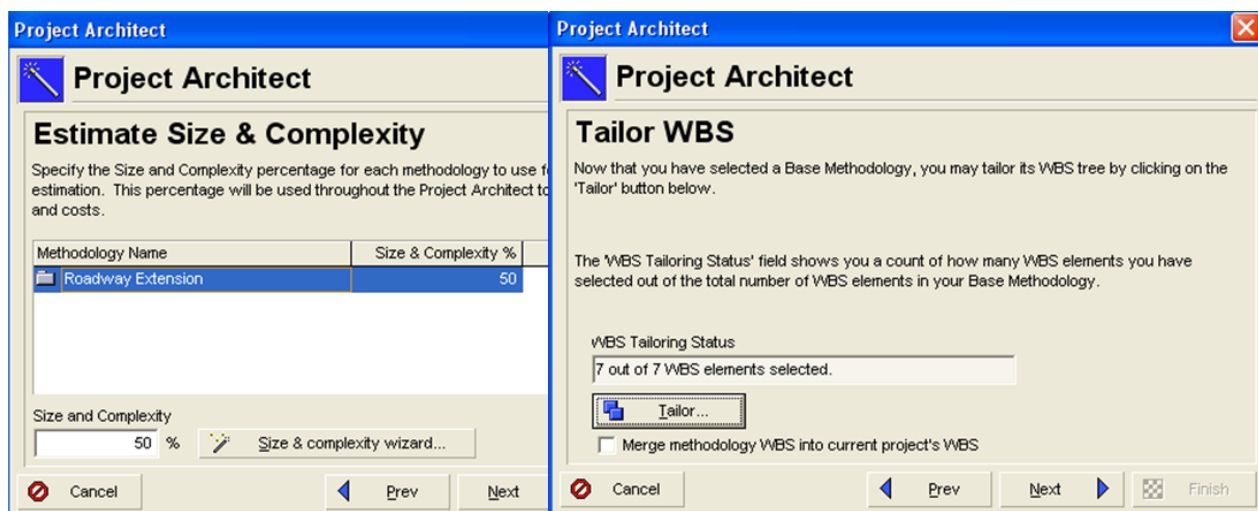 Project Architect
Project Architect
Estimate Size & Complexity
Specify the Size and Complexity percentage for each methodology to use f
estimation. This percentage will be used throughout the Project Architect to
and costs.
Methodology Name Size & Complexity %
Roadway Extension 50
Size and Complexity
50 % Size & complexity wizard...
Cancel Prev Next
Project Architect
Project Architect
Tailor WBS
Now that you have selected a Base Methodology, you may tailor its WBS tree by clicking on the
'Tailor' button below.
The 'WBS Tailoring Status' field shows you a count of how many WBS elements you have
selected out of the total number of WBS elements in your Base Methodology.
WBS Tailoring Status
7 out of 7 WBS elements selected.
Tailor...
Merge methodology WBS into current project's WBS
Cancel Prev Next Finish